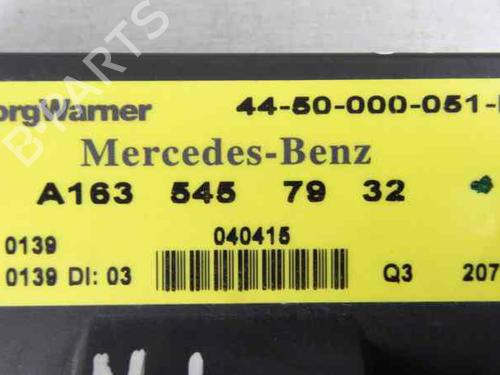 orgWarner 44-50-000-051-
Mercedes-Benz
A163 545 79 32
0139 040415
0139 DI: 03 Q3 207
B-PARTS